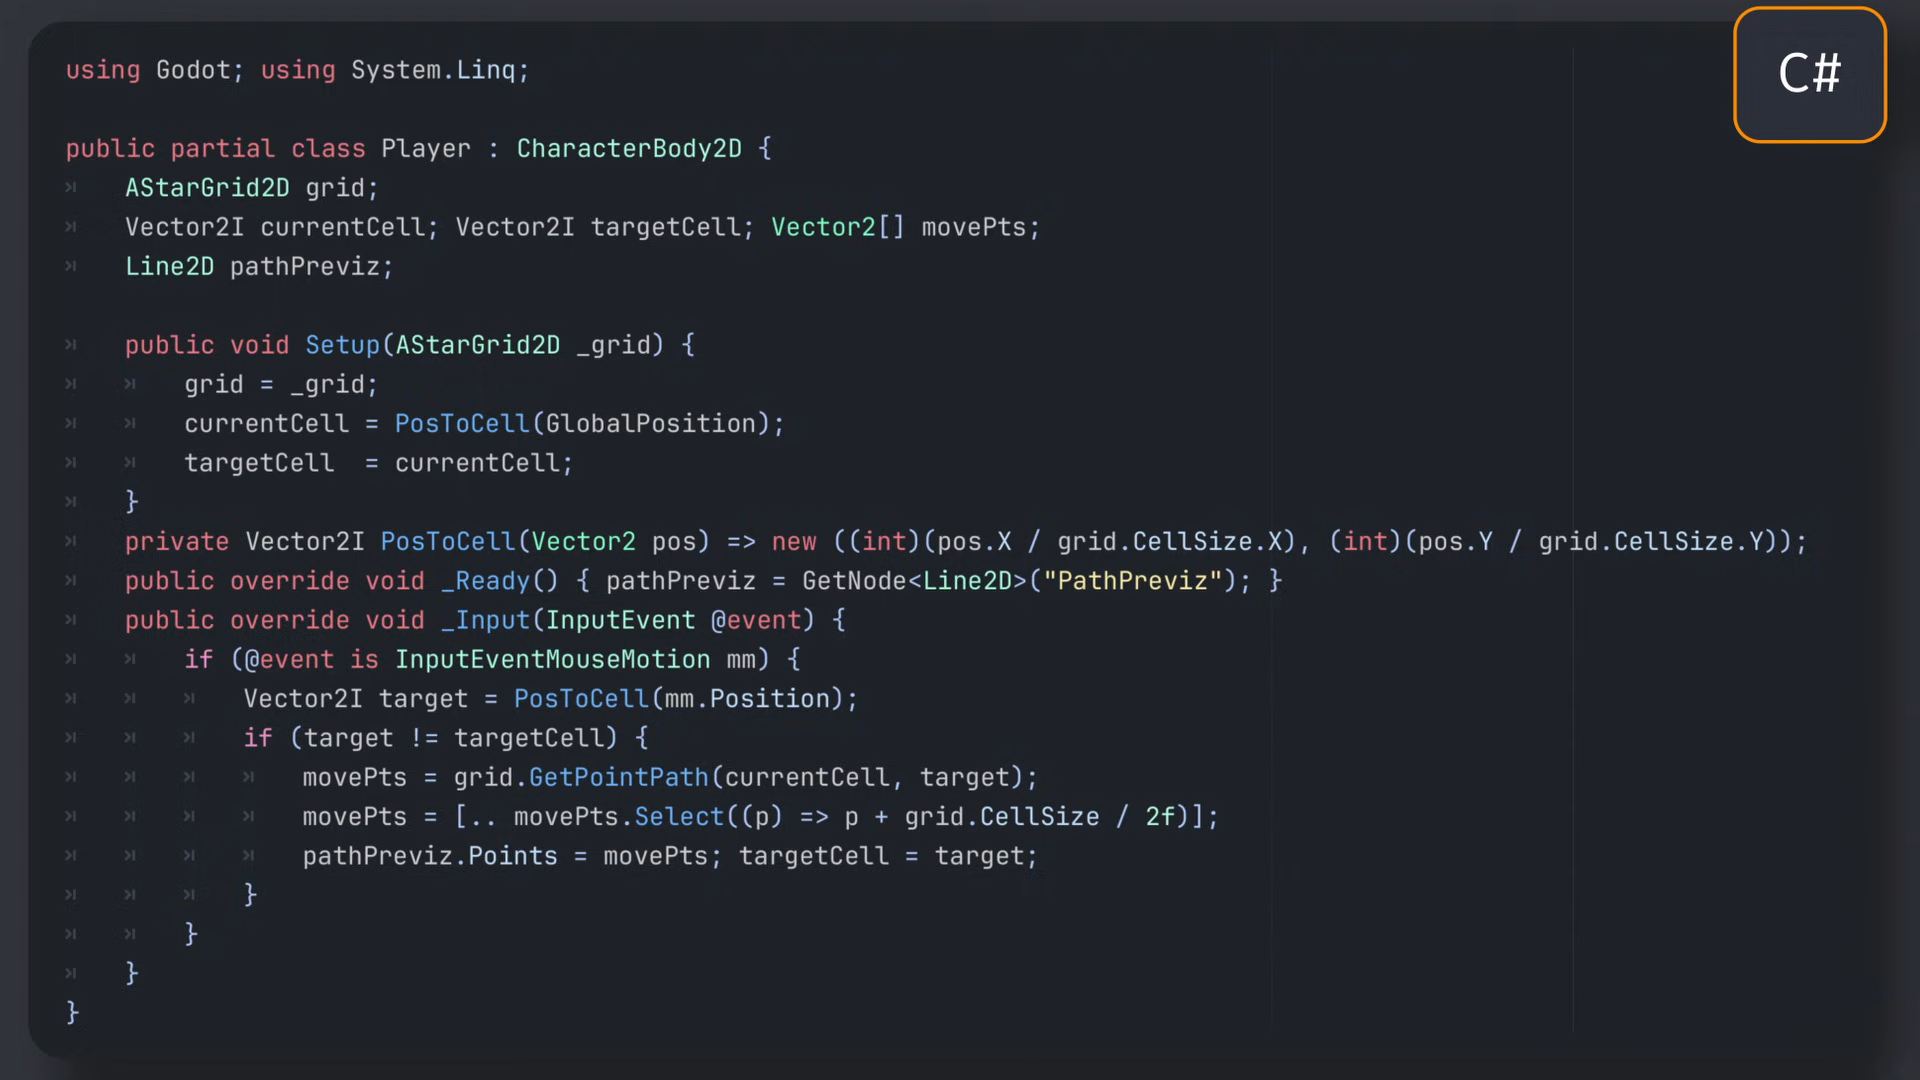 C#
using Godot; using System.Linq;
public partial class Player : CharacterBody2D {
AStarGrid2D grid;
Vector2I currentCell; Vector2I targetCell; Vector2[] movePts;
Line2D pathPreviz;
public void Setup(AStarGrid2D _grid) {
grid = _grid;
currentCell = PosToCell(GlobalPosition);
targetCell  = currentCell;
}
private Vector2I PosToCell(Vector2 pos) => new ((int)(pos.X / grid.CellSize.X), (int)(pos.Y / grid.CellSize.Y));
public override void _Ready() { pathPreviz = GetNode<Line2D>("PathPreviz"); }
public override void _Input(InputEvent @event) {
if (@event is InputEventMouseMotion mm) {
Vector2I target = PosToCell(mm.Position);
if (target != targetCell) {
movePts = grid.GetPointPath(currentCell, target);
movePts = [.. movePts.Select((p) => p + grid.CellSize / 2f)];
pathPreviz.Points = movePts; targetCell = target;
}
}
}
}